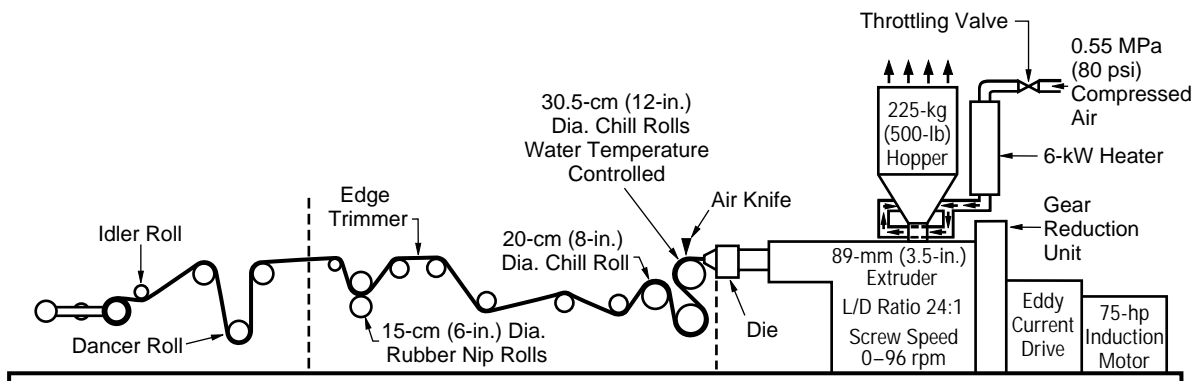 Throttling Valve
0.55 MPa
(80 psi)
Compressed
Air
30.5-cm (12-in.)
Dia. Chill Rolls
Water Temperature
Controlled
225-kg
(500-lb)
Hopper
6-kW Heater
Edge
Trimmer
Air Knife
Gear
Reduction
Unit
Idler Roll
20-cm (8-in.)
Dia. Chill Roll
89-mm (3.5-in.)
Extruder
L/D Ratio 24:1
Screw Speed
0–96 rpm
Eddy
Current
Drive
75-hp
Induction
Motor
Dancer Roll
15-cm (6-in.) Dia.
Rubber Nip Rolls
Die